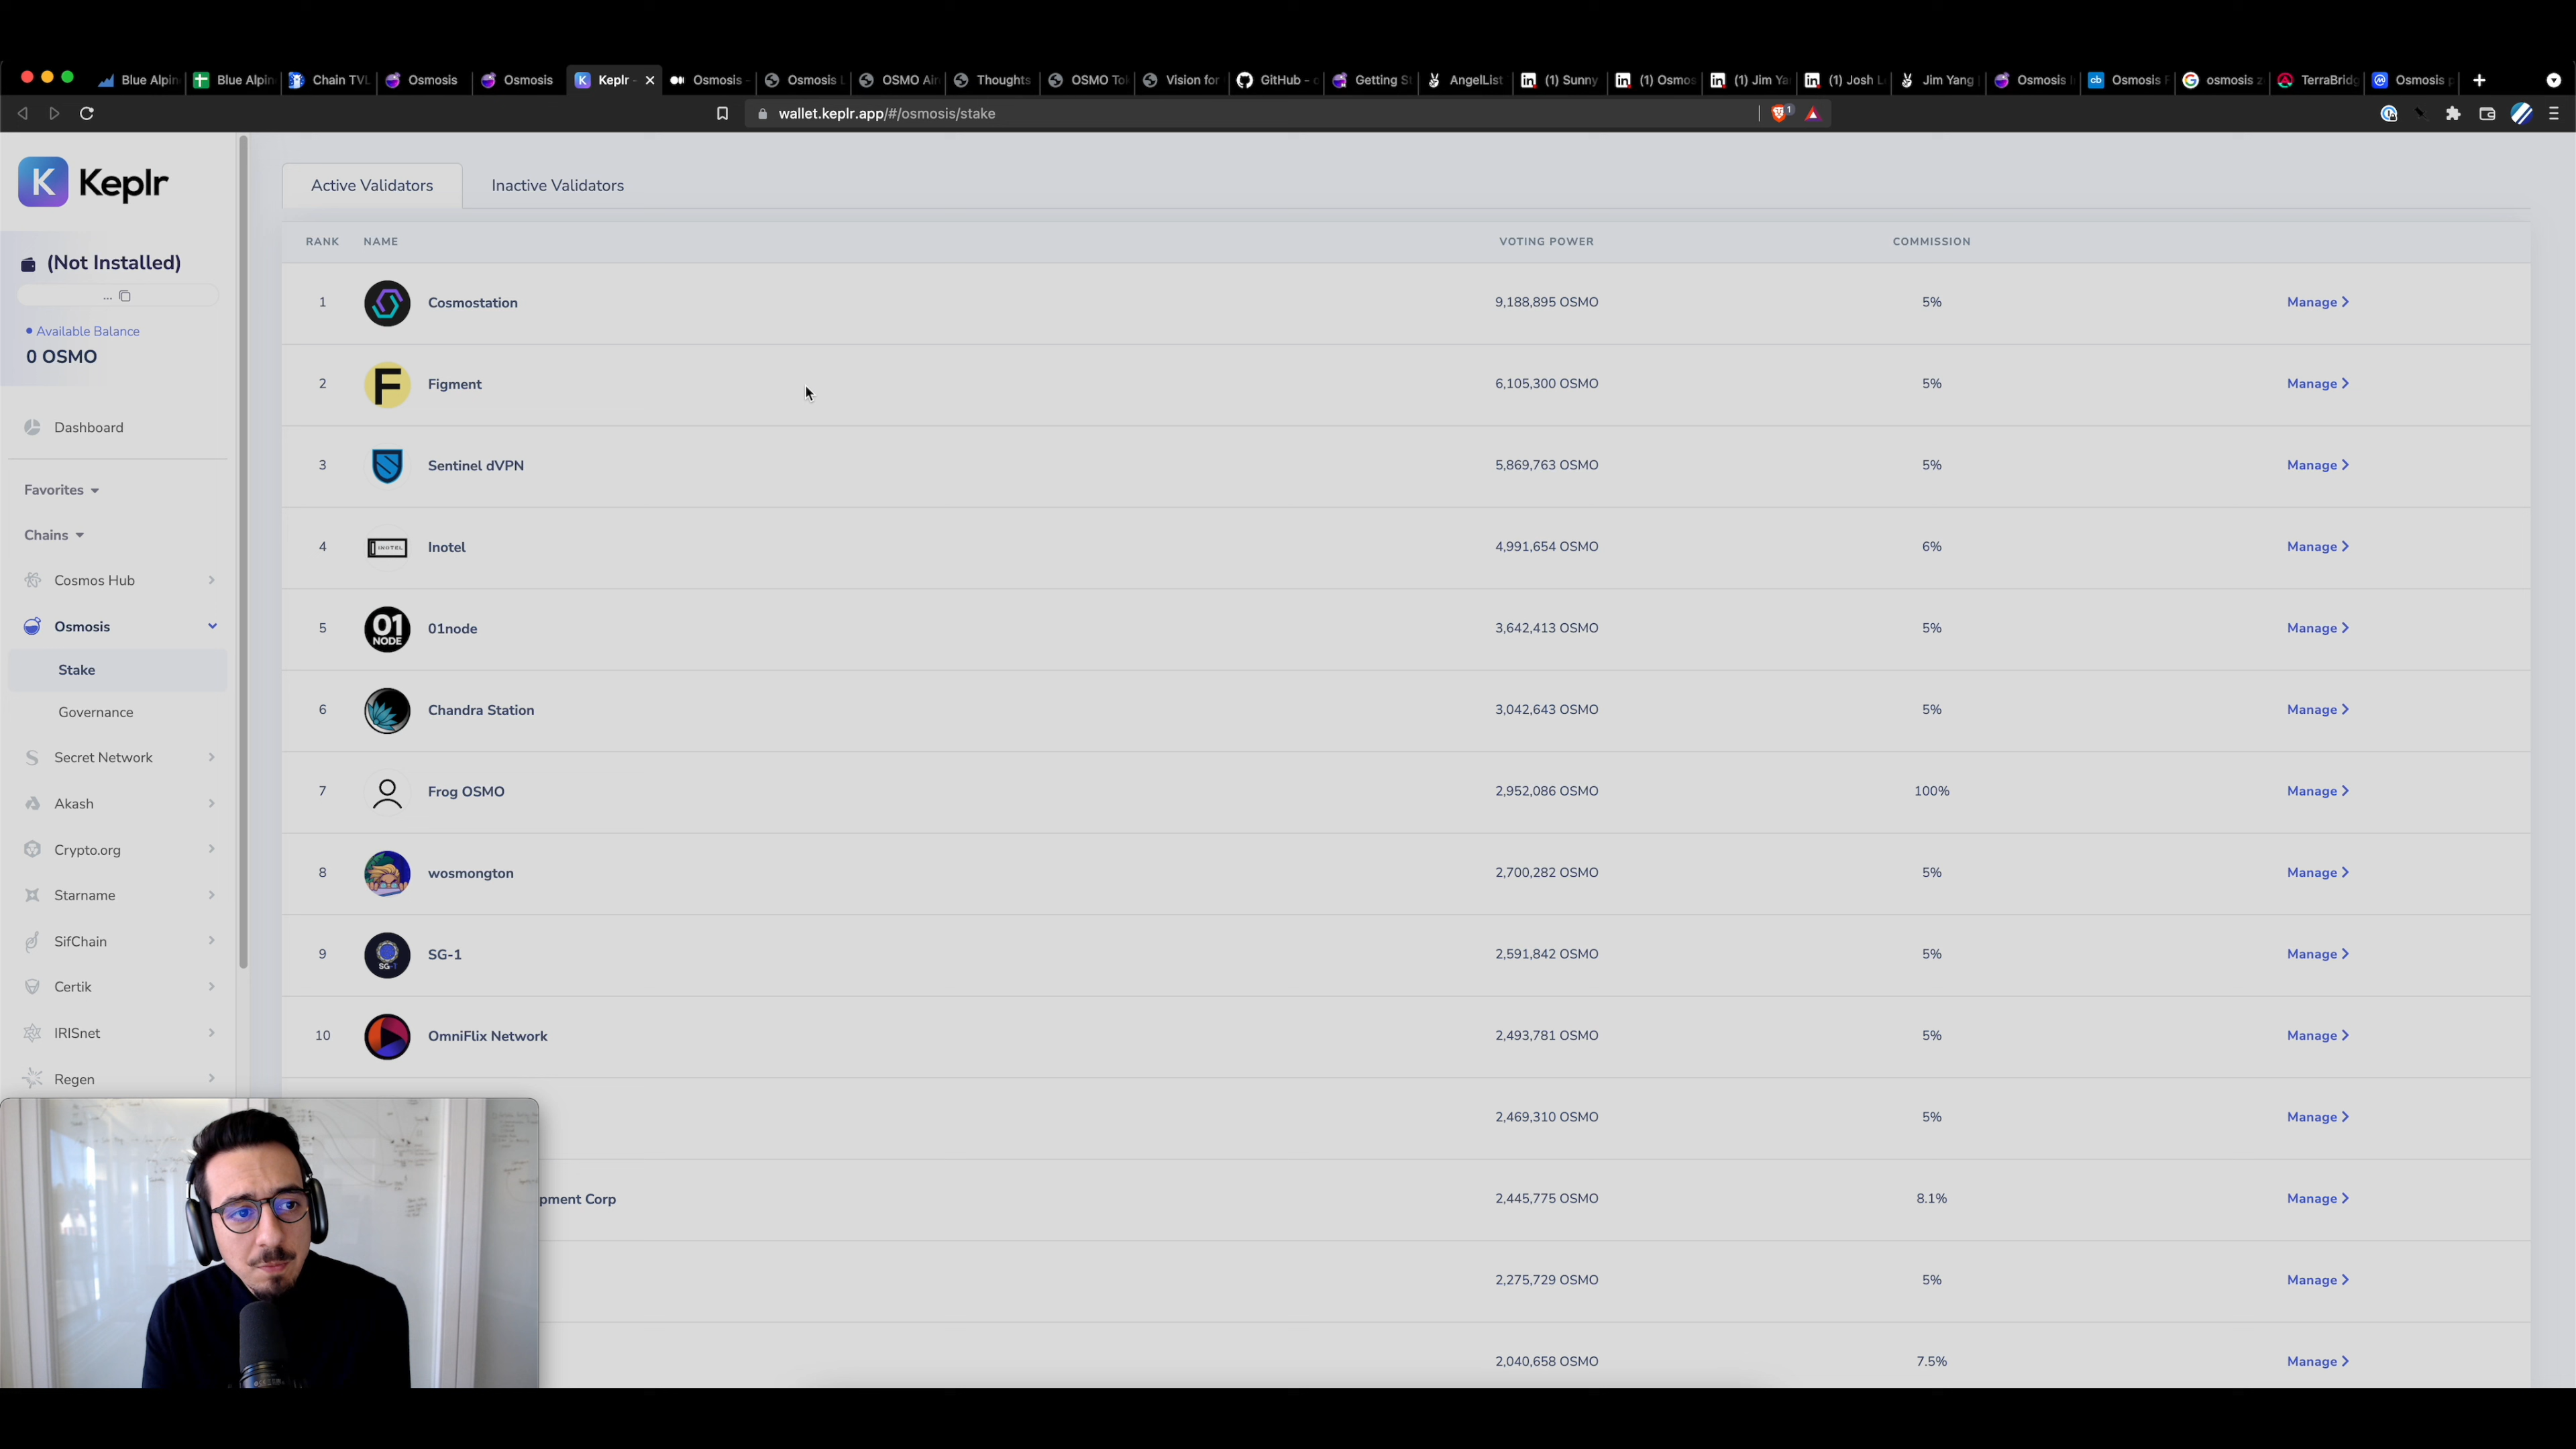 Blue Alpin
Blue Alpin
Chain TVL
Osmosis
Osmosis
Keplr -
Osmosis -
Osmosis L
OSMO Air
Thoughts
OSMO To
Vision for
GitHub - c
Getting S
AngelList
(1) Sunny
(1) Osmos
(1) Jim Ya
(1) Josh L
Jim Yang
Osmosis f
Osmosis F
osmosis z
TerraBridg
Osmosis p
wallet.keplr.app/#/osmosis/stake
1
Keplr
(Not Installed)
...
Available Balance
0 OSMO
Dashboard
Favorites
Chains
Cosmos Hub
Osmosis
Stake
Governance
Secret Network
Akash
Crypto.org
Starname
SifChain
Certik
IRISnet
Regen
Active Validators
Inactive Validators
RANK NAME VOTING POWER COMMISSION
1 Cosmostation 9,188,895 OSMO 5% Manage
2 F Figment 6,105,300 OSMO 5% Manage
3 Sentinel dVPN 5,869,763 OSMO 5% Manage
4 INOTEL Inotel 4,991,654 OSMO 6% Manage
5 01 NODE 01node 3,642,413 OSMO 5% Manage
6 Chandra Station 3,042,643 OSMO 5% Manage
7 Frog OSMO 2,952,086 OSMO 100% Manage
8 wosmongton 2,700,282 OSMO 5% Manage
9 SG-1 SG-1 2,591,842 OSMO 5% Manage
10 OmniFlix Network 2,493,781 OSMO 5% Manage
2,469,310 OSMO 5% Manage
pment Corp 2,445,775 OSMO 8.1% Manage
2,275,729 OSMO 5% Manage
2,040,658 OSMO 7.5% Manage